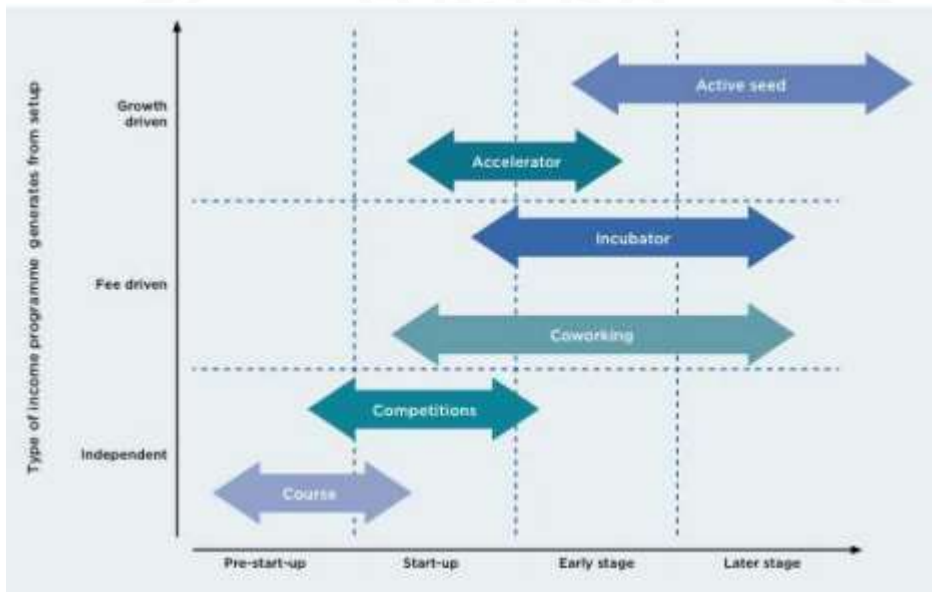 Type of income programme generates from setup
Growth
driven
Fee driven
Independent
Active seed
Accelerator
Incubator
Coworking
Competitions
Course
Pre-start-up
Start-up
Early stage
Later stage